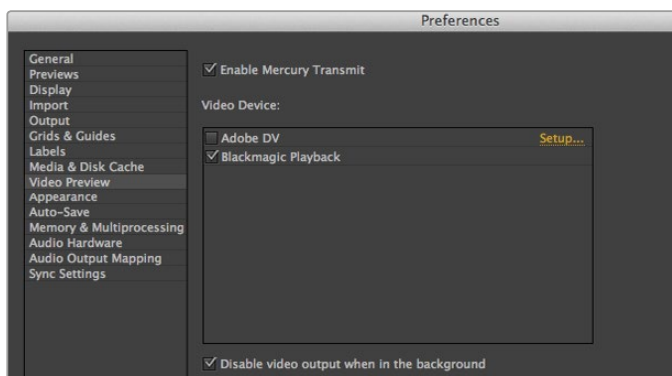 Preferences
General
Previews
Display
Import
Output
Grids & Guides
Labels
Media & Disk Cache
Video Preview
Appearance
Auto-Save
Memory & Multiprocessing
Audio Hardware
Audio Output Mapping
Sync Settings
Enable Mercury Transmit
Video Device:
Adobe DV Setup...
Blackmagic Playback
Disable video output when in the background